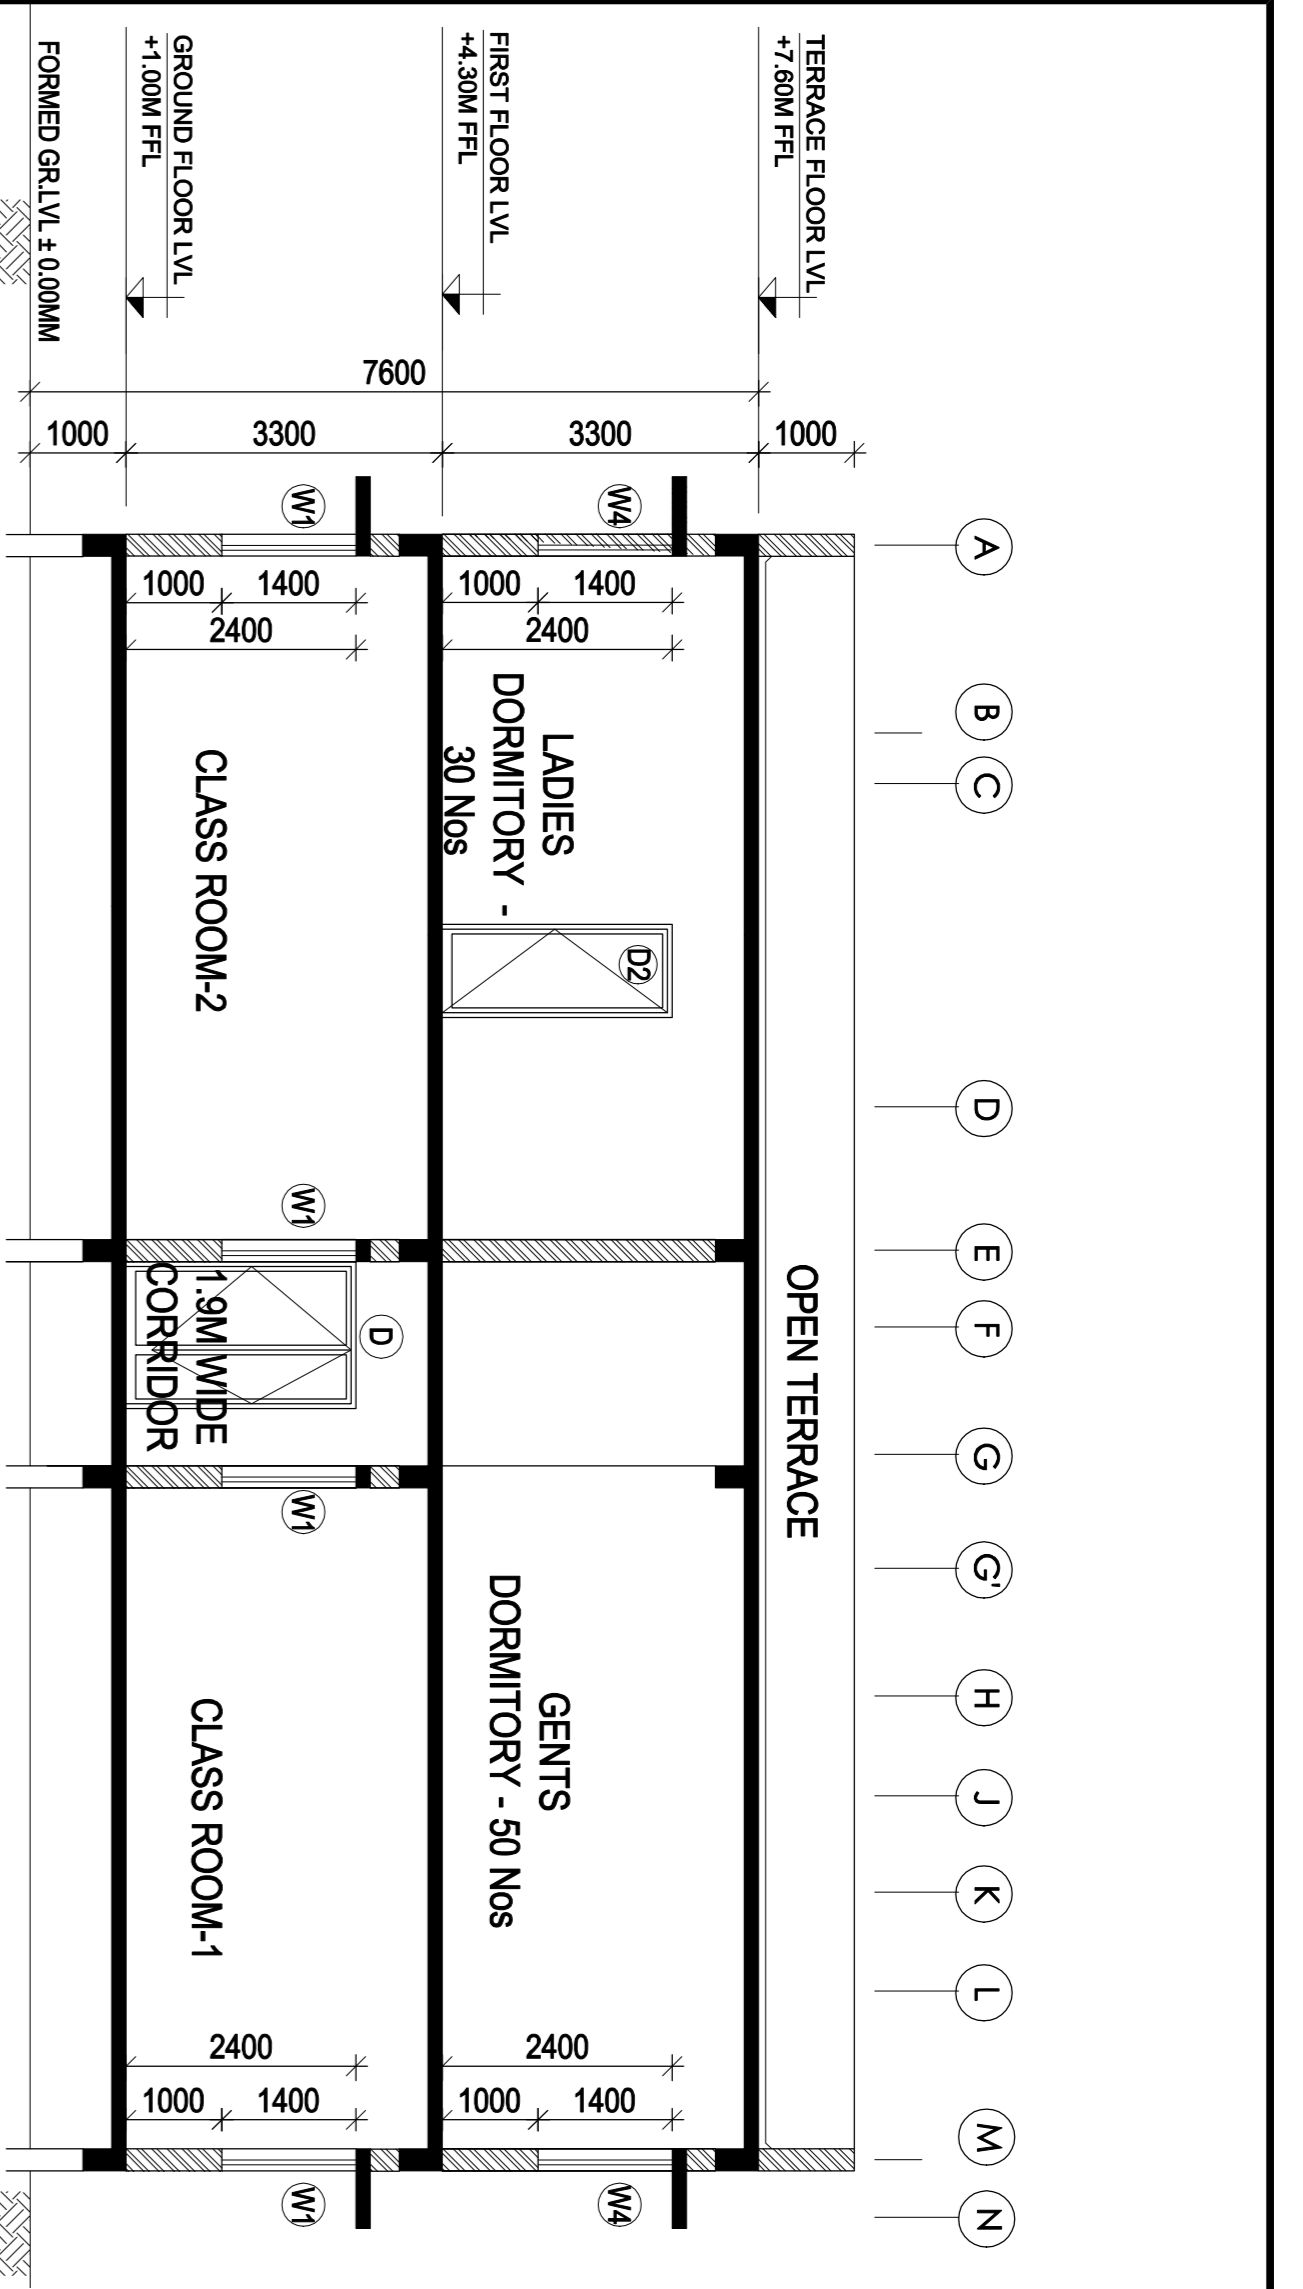 A
B
C
D
E
F
G
G'
H
J
K
L
M
N
TERRACE FLOOR LVL
+7.60M FFL
FIRST FLOOR LVL
+4.30M FFL
GROUND FLOOR LVL
+1.00M FFL
FORMED GR.LVL ± 0.00MM
7600
1000
3300
3300
1000
OPEN TERRACE
W4
1400
1000
2400
LADIES
DORMITORY -
30 Nos
D2
GENTS
DORMITORY - 50 Nos
2400
1400
1000
W4
W1
1400
1000
2400
CLASS ROOM-2
W1
D
1.9M WIDE
CORRIDOR
W1
CLASS ROOM-1
2400
1400
1000
W1